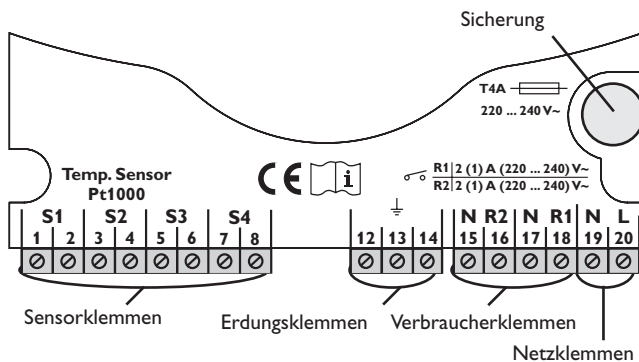 Sicherung
T4A
220 ... 240 V~
Temp. Sensor
Pt1000
CE
i
R1 2 (1) A (220 ... 240) V~
R2 2 (1) A (220 ... 240) V~
S1 S2 S3 S4
N R2 N R1 N L
1 2 3 4 5 6 7 8 12 13 14 15 16 17 18 19 20
Sensorklemmen
Erdungsklemmen
Verbraucherklemmen
Netzklemmen